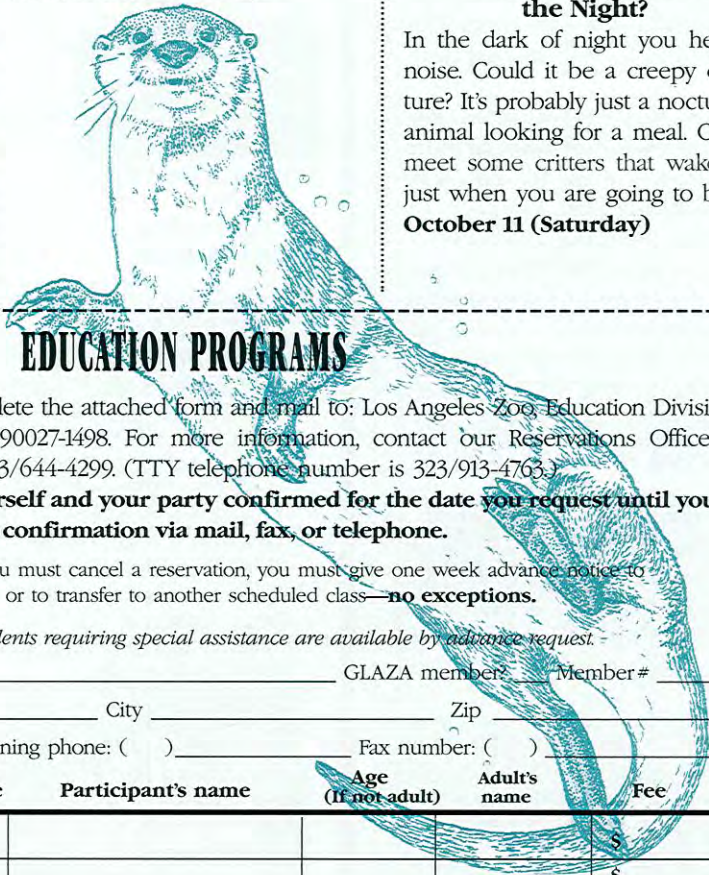 the Night?
In the dark of night you he
noise. Could it be a creepy
ture? It's probably just a noctu
animal looking for a meal. C
meet some critters that wake
just when you are going to b
October 11 (Saturday)
EDUCATION PROGRAMS
lete the attached form and mail to: Los Angeles Zoo, Education Divisi
90027-1498. For more information, contact our Reservations Office
3/644-4299. (TTY telephone number is 323/913-4763.)
rself and your party confirmed for the date you request until you
confirmation via mail, fax, or telephone.
u must cancel a reservation, you must give one week advance notice to
or to transfer to another scheduled class—no exceptions.
dents requiring special assistance are available by advance request.
GLAZA member? Member #
City Zip
ning phone: ( ) Fax number: ( )
e Participant's name Age (If not adult) Adult's name Fee
$
$